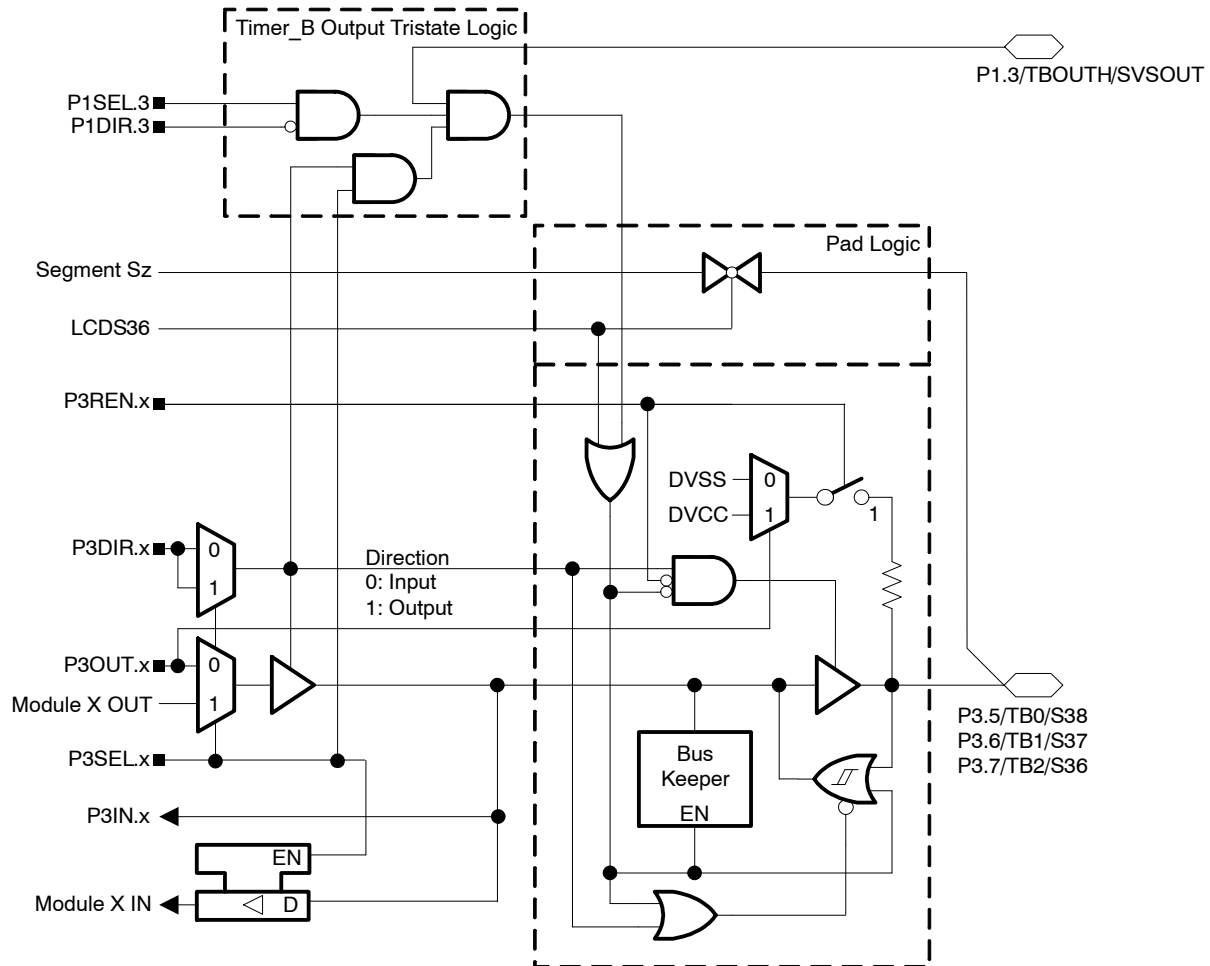 Timer_B Output Tristate Logic
P1.3/TBOUTH/SVSOUT
P1SEL.3
P1DIR.3
Pad Logic
Segment Sz
LCDS36
P3REN.x
DVSS
0
DVCC
1
1
P3DIR.x
0
1
Direction
0: Input
1: Output
P3OUT.x
0
Module X OUT
1
P3.5/TB0/S38
P3.6/TB1/S37
P3.7/TB2/S36
P3SEL.x
Bus
Keeper
EN
P3IN.x
EN
Module X IN
D